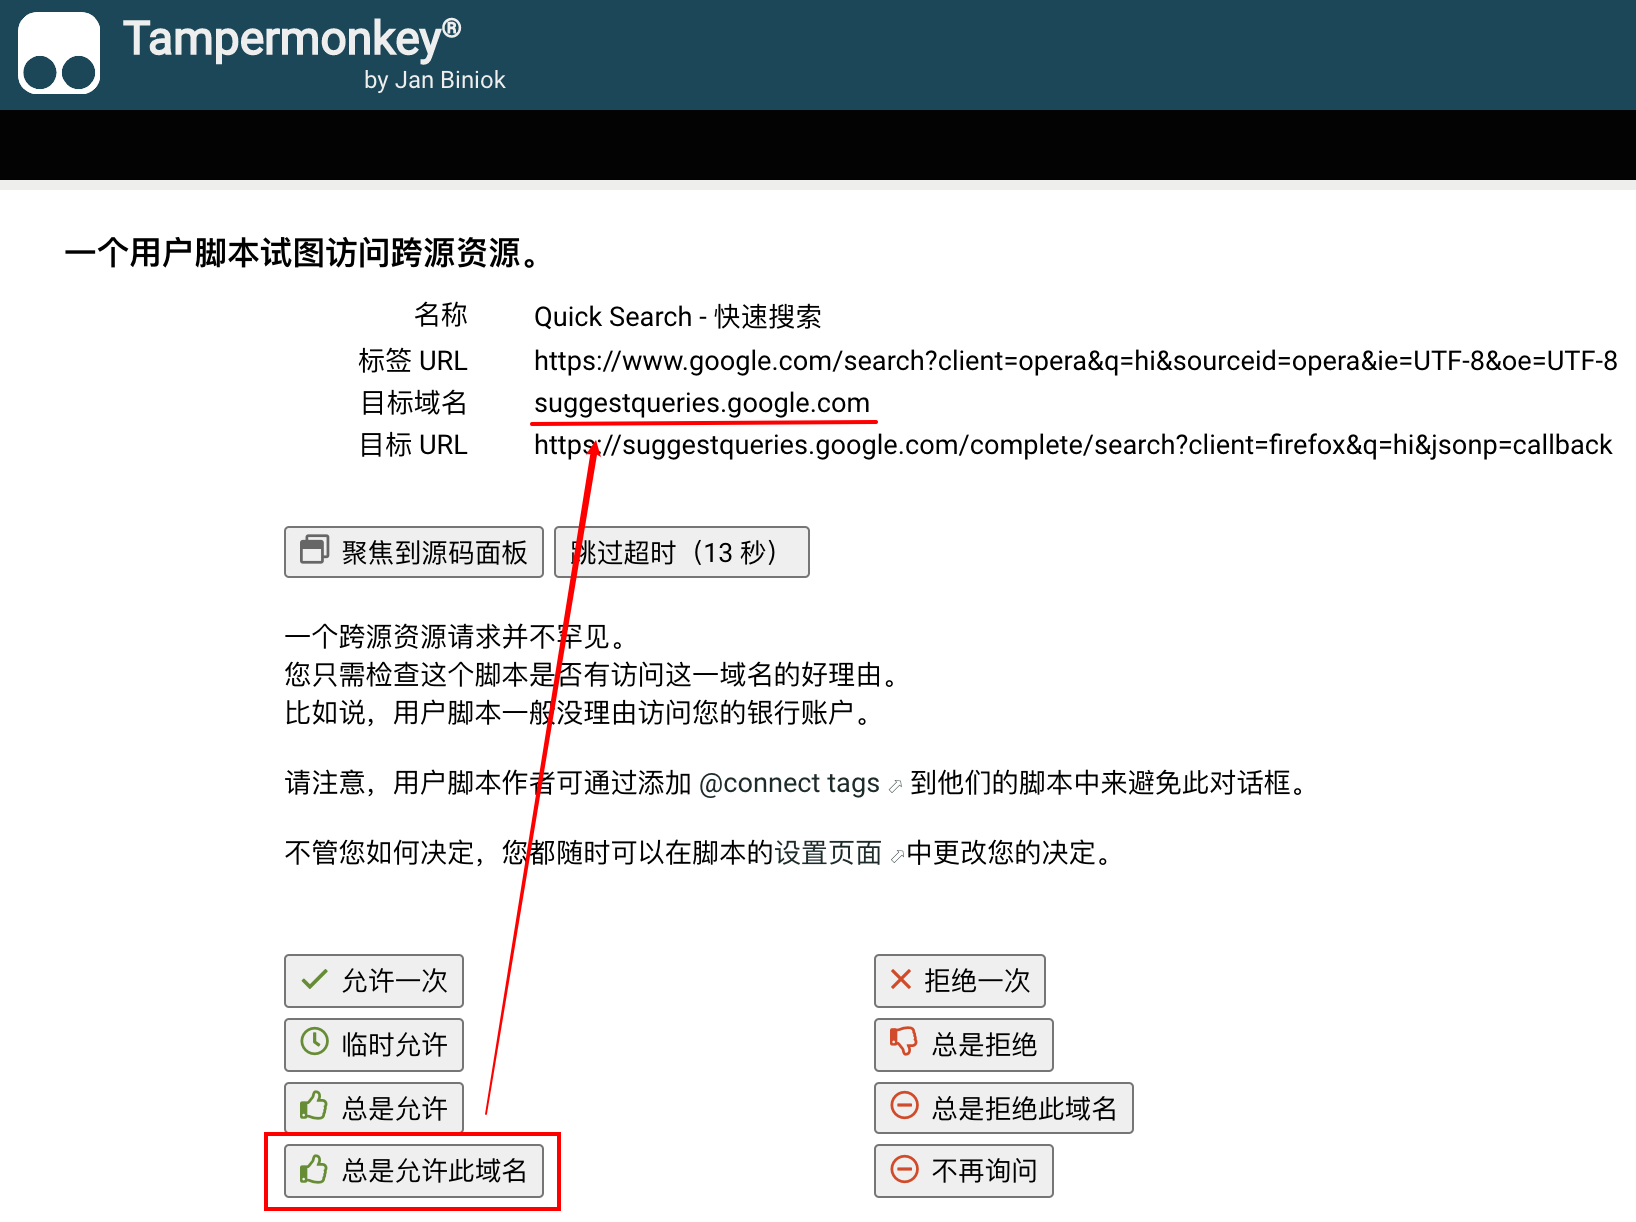 Tampermonkey®
by Jan Biniok
一个用户脚本试图访问跨源资源。
名称 Quick Search - 快速搜索
标签 URL https://www.google.com/search?client=opera&q=hi&sourceid=opera&ie=UTF-8&oe=UTF-8
目标域名 suggestqueries.google.com
目标 URL https://suggestqueries.google.com/complete/search?client=firefox&q=hi&jsonp=callback
聚焦到源码面板 跳过超时（13 秒）
一个跨源资源请求并不罕见。
您只需检查这个脚本是否有访问这一域名的好理由。
比如说，用户脚本一般没理由访问您的银行账户。
请注意，用户脚本作者可通过添加 @connect tags 到他们的脚本中来避免此对话框。
不管您如何决定，您都随时可以在脚本的设置页面 中更改您的决定。
允许一次 拒绝一次
临时允许 总是拒绝
总是允许 总是拒绝此域名
总是允许此域名 不再询问